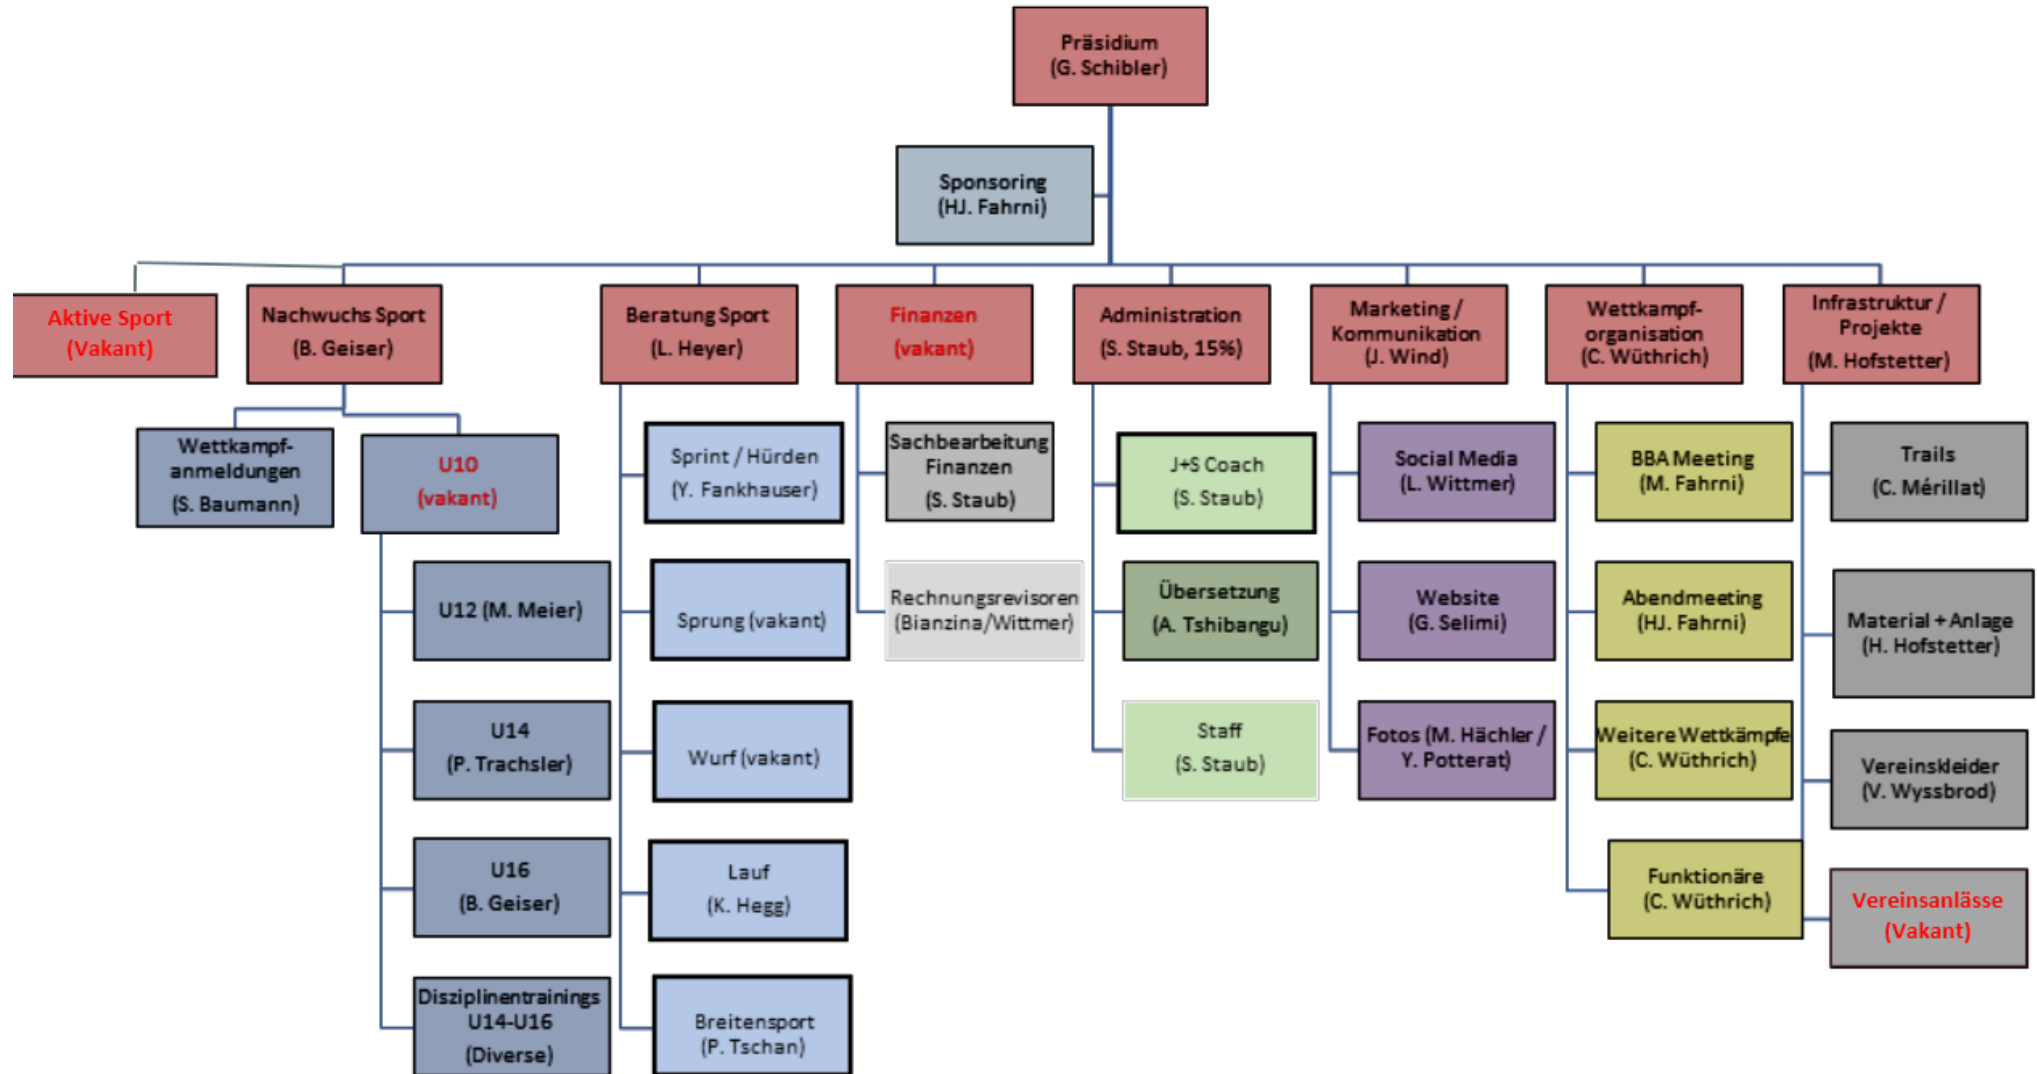 Präsidium
(G. Schibler)
Sponsoring
(HJ. Fahrni)
Aktive Sport
(Vakant)
Nachwuchs Sport
(B. Geiser)
Beratung Sport
(L. Heyer)
Finanzen
(vakant)
Administration
(S. Staub, 15%)
Marketing /
Kommunikation
(J. Wind)
Wettkampf-
organisation
(C. Wüthrich)
Infrastruktur /
Projekte
(M. Hofstetter)
Wettkampf-
anmeldungen
(S. Baumann)
U10
(vakant)
U12 (M. Meier)
U14
(P. Trachsler)
U16
(B. Geiser)
Disziplinentrainings
U14-U16
(Diverse)
Sprint / Hürden
(Y. Fankhauser)
Sprung (vakant)
Wurf (vakant)
Lauf
(K. Hegg)
Breitensport
(P. Tschan)
Sachbearbeitung
Finanzen
(S. Staub)
Rechnungsrevisoren
(Bianzina/Wittmer)
J+S Coach
(S. Staub)
Übersetzung
(A. Tshibangu)
Staff
(S. Staub)
Social Media
(L. Wittmer)
Website
(G. Selimi)
Fotos (M. Hächler /
Y. Potterat)
BBA Meeting
(M. Fahrni)
Abendmeeting
(HJ. Fahrni)
Weitere Wettkämpfe
(C. Wüthrich)
Funktionäre
(C. Wüthrich)
Trails
(C. Mérillat)
Material + Anlage
(H. Hofstetter)
Vereinskleider
(V. Wyssbrod)
Vereinsanlässe
(Vakant)